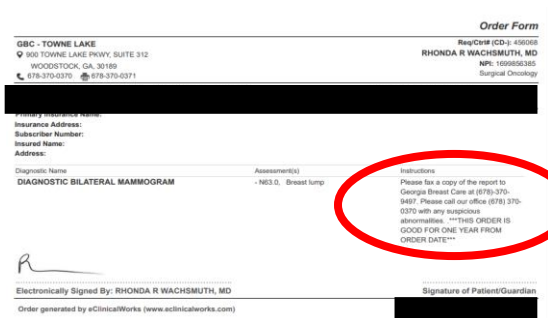 Order Form
GBC - TOWNE LAKE
900 TOWNE LAKE PKWY, SUITE 312
WOODSTOCK, GA, 30189
678-370-0370 678-370-0371
Req/Ctrl# (CD-): 456068
RHONDA R WACHSMUTH, MD
NPI: 1699856385
Surgical Oncology
Primary Insurance Name:
Insurance Address:
Subscriber Number:
Insured Name:
Address:
Diagnostic Name Assessment(s) Instructions
DIAGNOSTIC BILATERAL MAMMOGRAM - N63.0, Breast lump
Please fax a copy of the report to
Georgia Breast Care at (678)-370-
9497. Please call our office (678) 370-
0370 with any suspicious
abnormalities. .***THIS ORDER IS
GOOD FOR ONE YEAR FROM
ORDER DATE***
Electronically Signed By: RHONDA R WACHSMUTH, MD
Signature of Patient/Guardian
Order generated by eClinicalWorks (www.eclinicalworks.com)